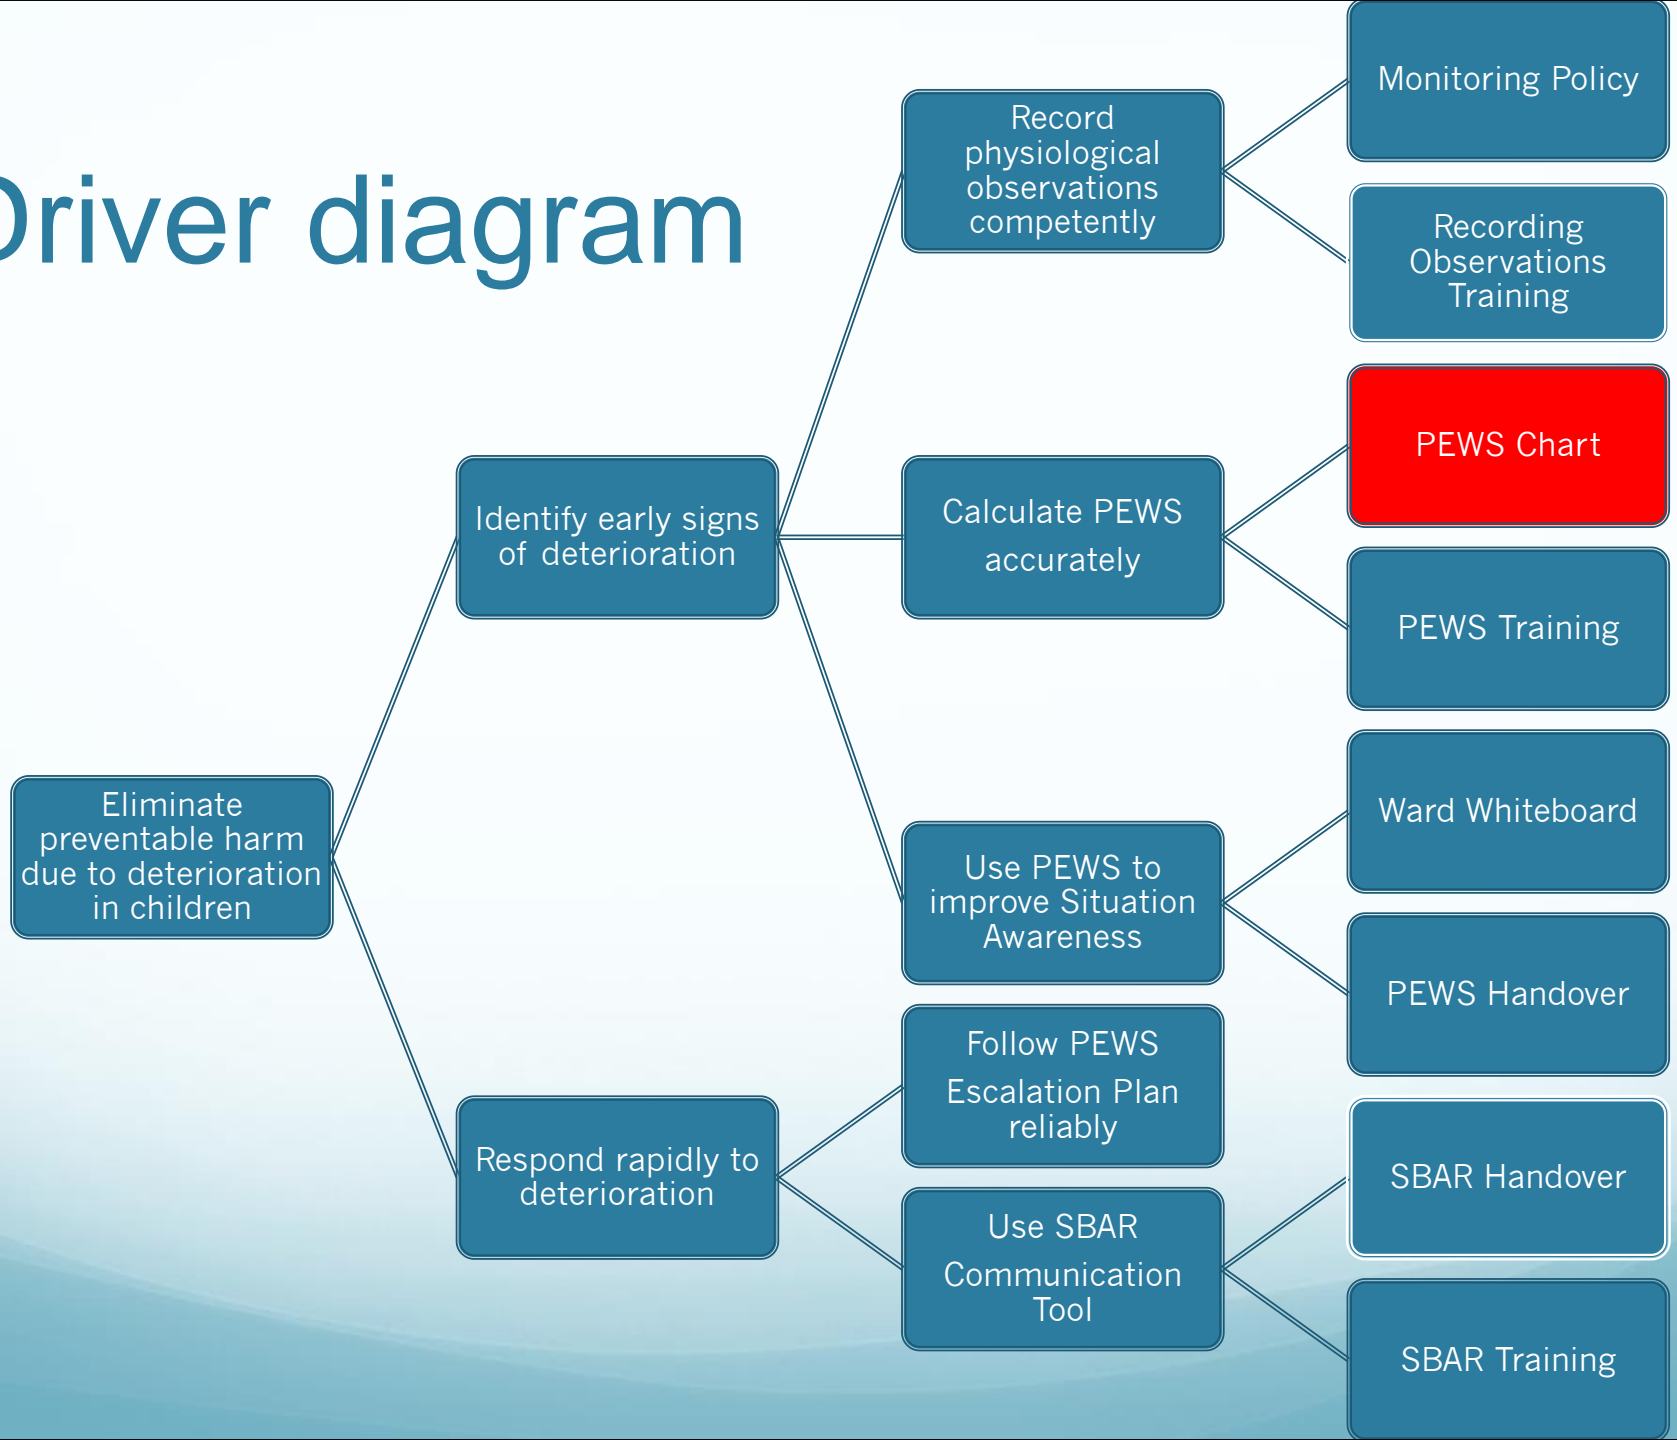 Driver diagram
Eliminate
preventable harm
due to deterioration
in children
Identify early signs
of deterioration
Respond rapidly to
deterioration
Record
physiological
observations
competently
Calculate PEWS
accurately
Use PEWS to
improve Situation
Awareness
Follow PEWS
Escalation Plan
reliably
Use SBAR
Communication
Tool
Monitoring Policy
Recording
Observations
Training
PEWS Chart
PEWS Training
Ward Whiteboard
PEWS Handover
SBAR Handover
SBAR Training